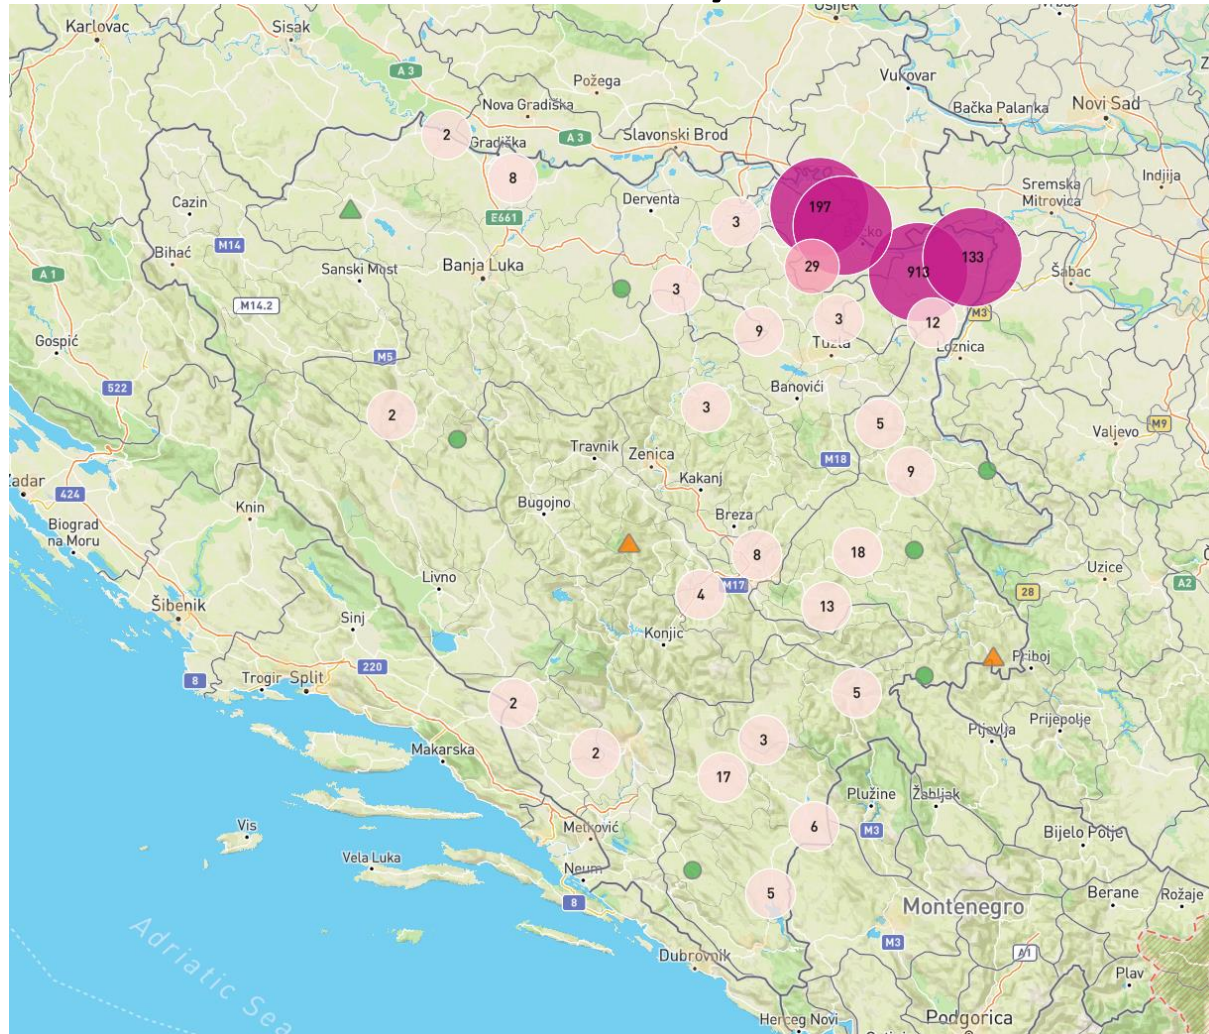 Karlovac
Sisak
Osijek
A 3
Požega
Vukovar
Nova Gradiška
Bačka Palanka
Novi Sad
2
Gradiška
A 3
Slavonski Brod
8
Indjija
Sremska
Mitrovica
Cazin
Derventa
197
E661
3
M14
Bihać
Sanski Most
Banja Luka
29
913
133
Šabac
A 1
3
M14.2
3
12
M3
9
Tuzla
Loznica
Gospić
M5
522
Banovići
2
3
5
M9
Valjevo
Travnik
Zenica
M18
9
Kakanj
424
Knin
Bugojno
Breza
Biograd
na Moru
8
18
Uzice
A2
Livno
4
M17
28
Šibenik
13
Sinj
Konjic
Priboj
220
8
Trogir
Split
5
2
Prijepolje
Pljevlja
3
Makarska
2
17
Plužine
Žabljak
Vis
6
M3
Metković
Bijelo Polje
Vela Luka
Neum
5
Berane
Rožaje
8
Montenegro
Adriatic Sea
M3
A1
Dubrovnik
Plav
Herceg Novi
Podgorica